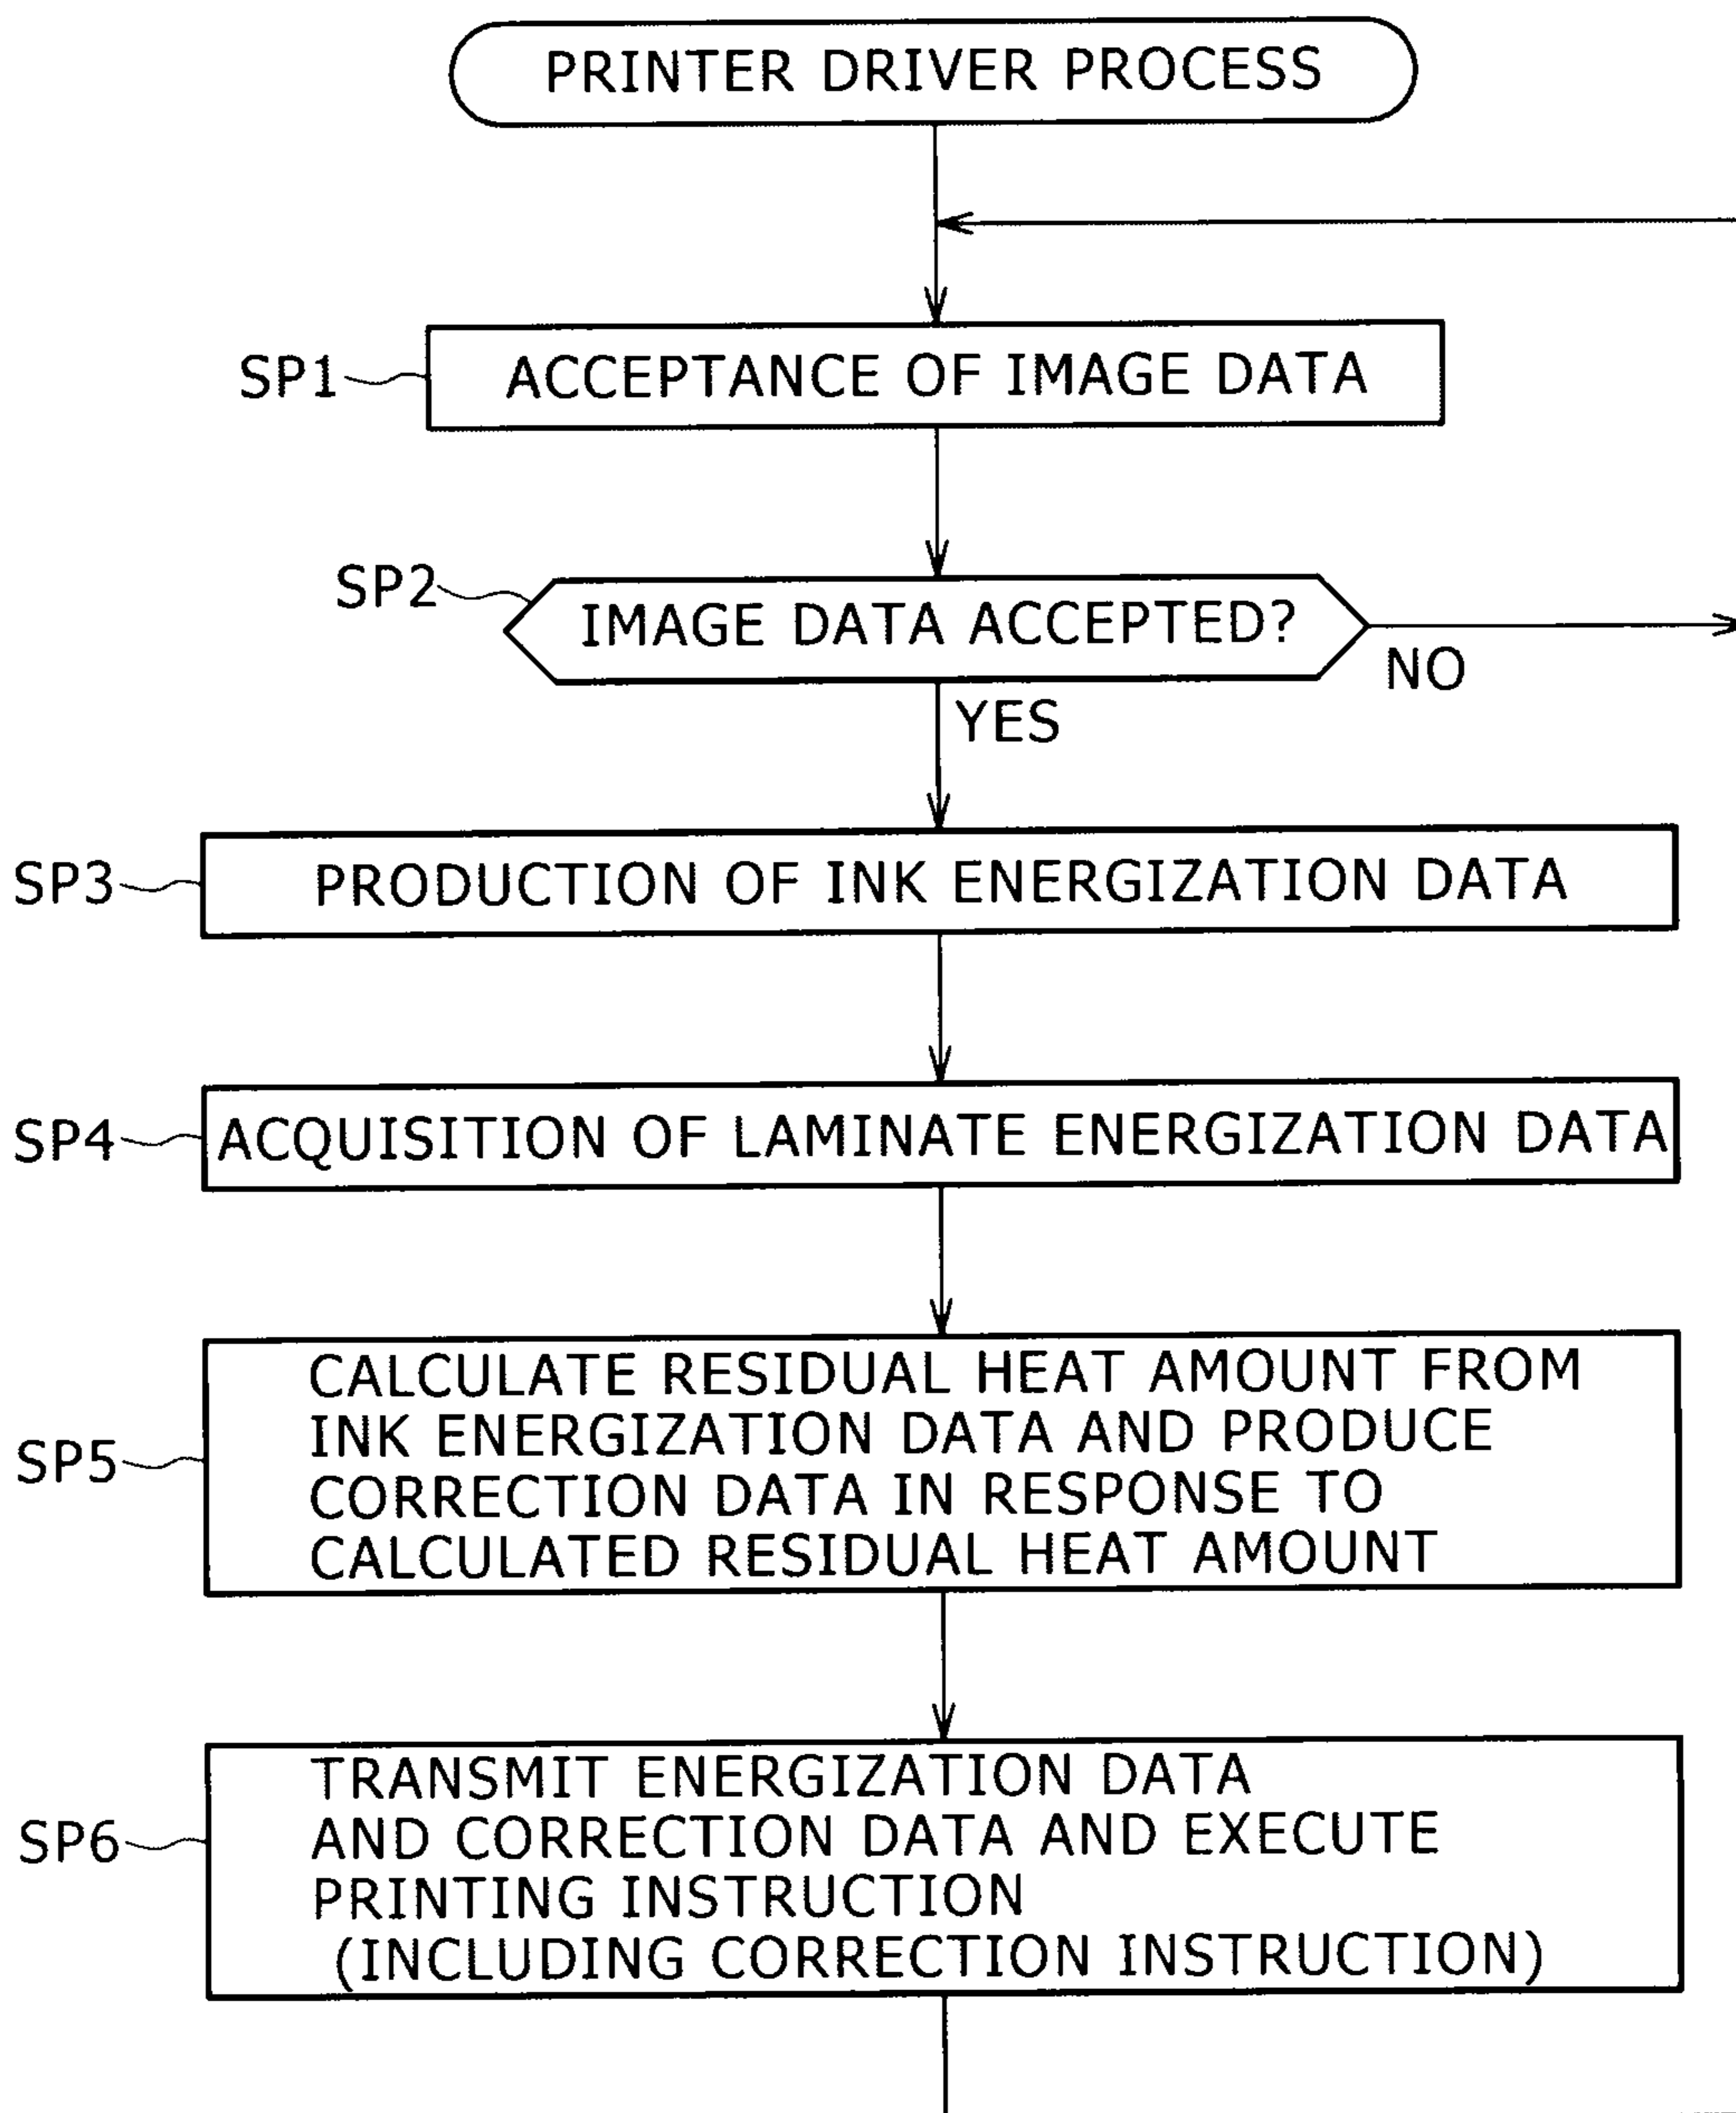 PRINTER DRIVER PROCESS
SP1
ACCEPTANCE OF IMAGE DATA
SP2
IMAGE DATA ACCEPTED?
NO
YES
SP3
PRODUCTION OF INK ENERGIZATION DATA
SP4
ACQUISITION OF LAMINATE ENERGIZATION DATA
SP5
CALCULATE RESIDUAL HEAT AMOUNT FROM
INK ENERGIZATION DATA AND PRODUCE
CORRECTION DATA IN RESPONSE TO
CALCULATED RESIDUAL HEAT AMOUNT
SP6
TRANSMIT ENERGIZATION DATA
AND CORRECTION DATA AND EXECUTE
PRINTING INSTRUCTION
(INCLUDING CORRECTION INSTRUCTION)